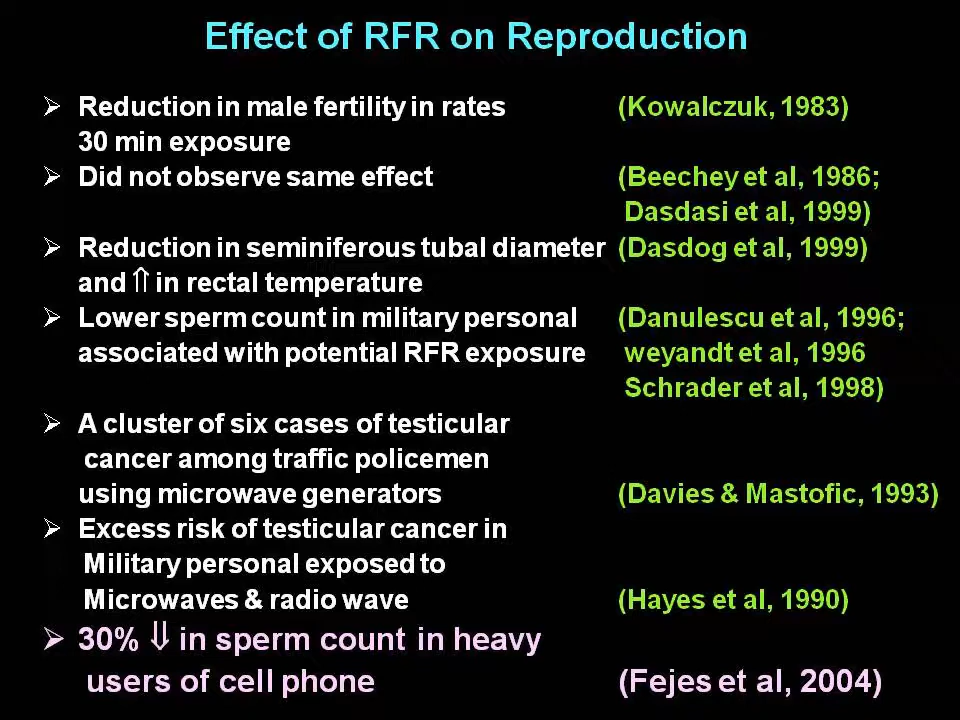 Effect of RFR on Reproduction
➢ Reduction in male fertility in rates (Kowalczuk, 1983)
30 min exposure
➢ Did not observe same effect (Beechey et al, 1986;
Dasdasi et al, 1999)
➢ Reduction in seminiferous tubal diameter (Dasdog et al, 1999)
and ⇑ in rectal temperature
➢ Lower sperm count in military personal (Danulescu et al, 1996;
associated with potential RFR exposure weyandt et al, 1996
Schrader et al, 1998)
➢ A cluster of six cases of testicular
cancer among traffic policemen
using microwave generators (Davies & Mastofic, 1993)
➢ Excess risk of testicular cancer in
Military personal exposed to
Microwaves & radio wave (Hayes et al, 1990)
➢ 30% ⇓ in sperm count in heavy
users of cell phone (Fejes et al, 2004)